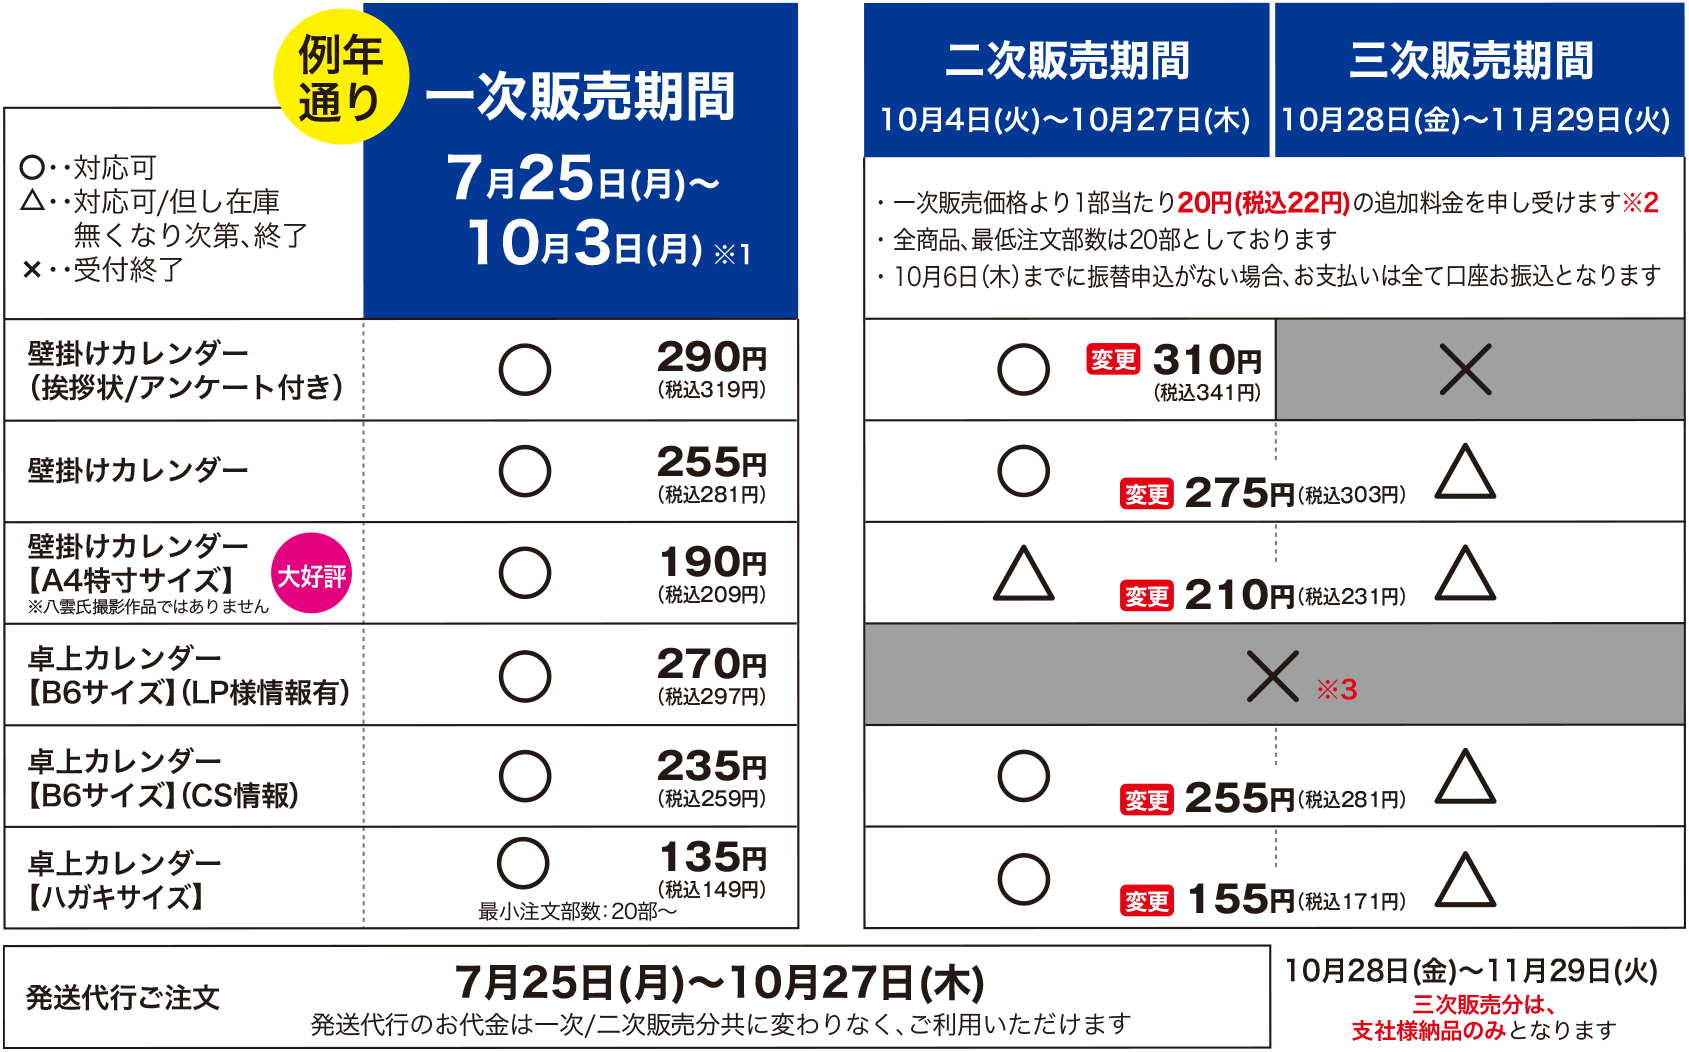 例年
通り
一次販売期間
7月25日(月)〜
10月3日(月) ※1
二次販売期間
10月4日(火)〜10月27日(木)
三次販売期間
10月28日(金)〜11月29日(火)
○‥対応可
△‥対応可/但し在庫
無くなり次第、終了
×‥受付終了
・一次販売価格より1部当たり20円(税込22円)の追加料金を申し受けます※2
・全商品、最低注文部数は20部としております
・10月6日(木)までに振替申込がない場合、お支払いは全て口座お振込となります
壁掛けカレンダー
(挨拶状/アンケート付き)
○ 290円
(税込319円)
○ 変更 310円
(税込341円)
×
壁掛けカレンダー
○ 255円
(税込281円)
○ 変更 275円(税込303円) △
壁掛けカレンダー
【A4特寸サイズ】
※八雲氏撮影作品ではありません
大好評
○ 190円
(税込209円)
△ 変更 210円(税込231円) △
卓上カレンダー
【B6サイズ】(LP様情報有)
○ 270円
(税込297円)
× ※3
卓上カレンダー
【B6サイズ】(CS情報)
○ 235円
(税込259円)
○ 変更 255円(税込281円) △
卓上カレンダー
【ハガキサイズ】
○ 135円
(税込149円)
最小注文部数：20部〜
○ 変更 155円(税込171円) △
発送代行ご注文
7月25日(月)〜10月27日(木)
発送代行のお代金は一次/二次販売分共に変わりなく、ご利用いただけます
10月28日(金)〜11月29日(火)
三次販売分は、
支社様納品のみとなります